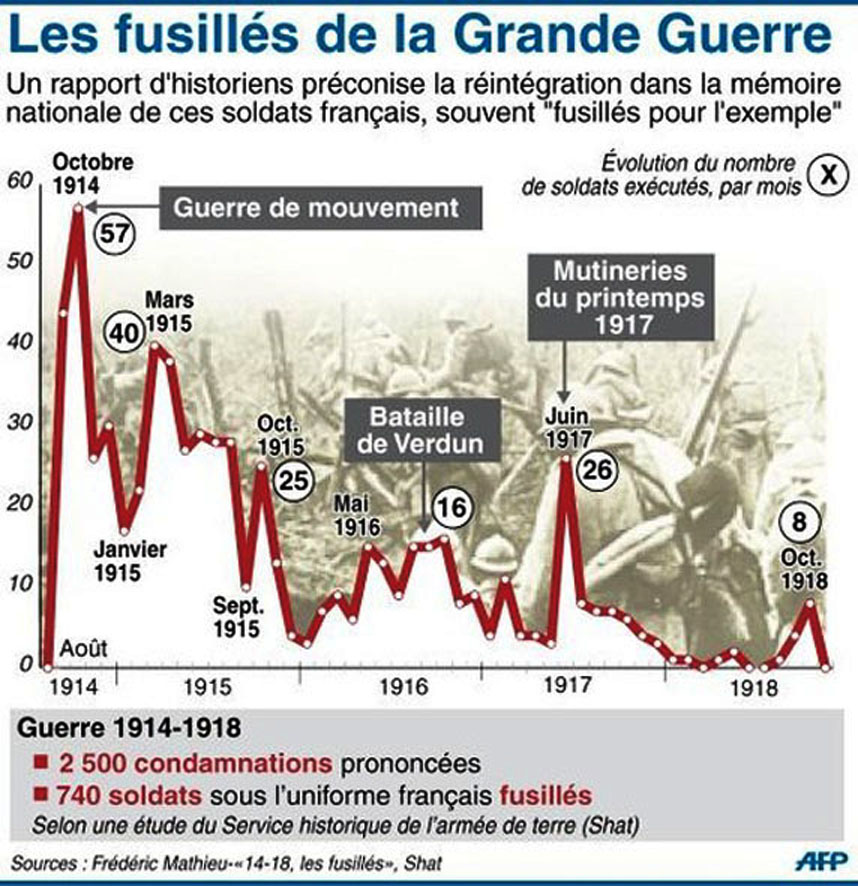 Les fusillés de la Grande Guerre
Un rapport d'historiens préconise la réintégration dans la mémoire
nationale de ces soldats français, souvent "fusillés pour l'exemple"
Évolution du nombre
de soldats exécutés, par mois
X
60
50
40
30
20
10
0
Octobre
1914
57
Guerre de mouvement
40
Mars
1915
Janvier
1915
Oct.
1915
25
Sept.
1915
Mai
1916
Bataille
de Verdun
16
Mutineries
du printemps
1917
Juin
1917
26
8
Oct.
1918
Août
1914
1915
1916
1917
1918
Guerre 1914-1918
2 500 condamnations prononcées
740 soldats sous l'uniforme français fusillés
Selon une étude du Service historique de l'armée de terre (Shat)
Sources : Frédéric Mathieu-«14-18, les fusillés», Shat
AFP